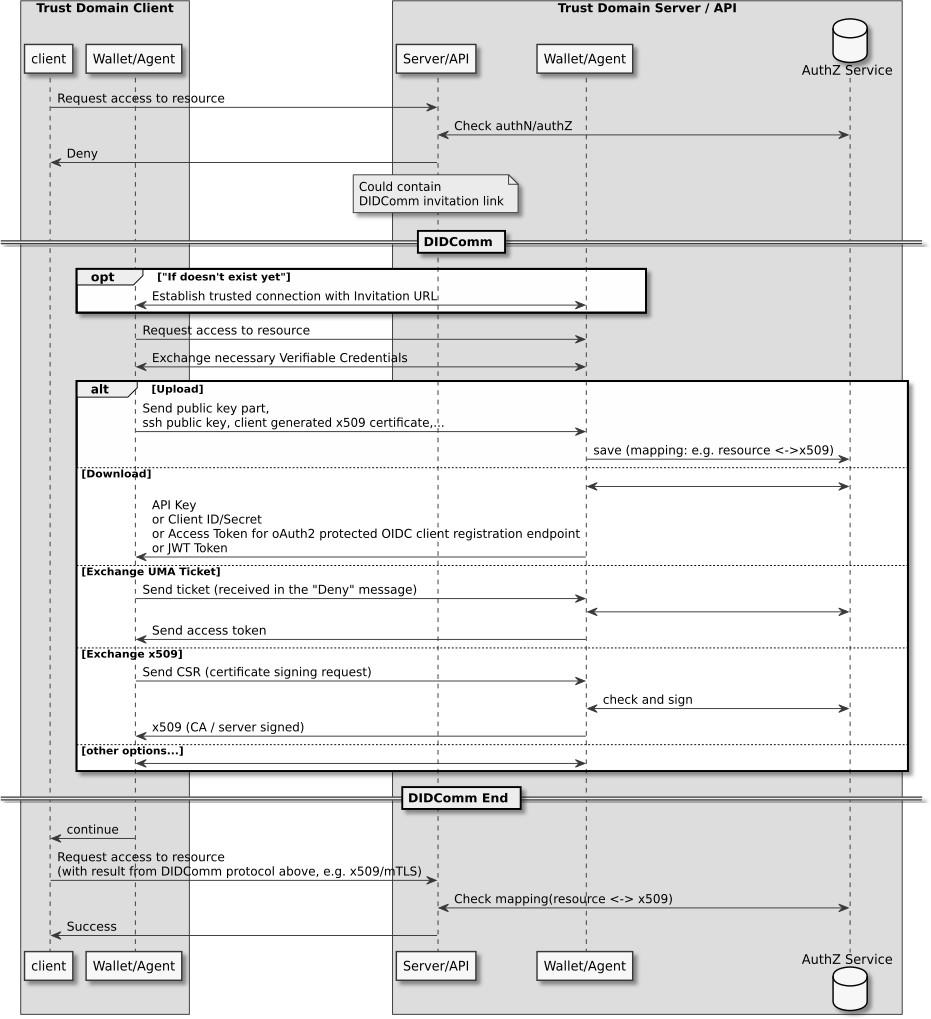 Trust Domain Client
Trust Domain Server / API
client
Wallet/Agent
Server/API
Wallet/Agent
AuthZ Service
Request access to resource
Check authN/authZ
Deny
Could contain
DIDComm invitation link
DIDComm
opt
["If doesn't exist yet"]
Establish trusted connection with Invitation URL
Request access to resource
Exchange necessary Verifiable Credentials
alt
[Upload]
Send public key part,
ssh public key, client generated x509 certificate,...
save (mapping: e.g. resource <->x509)
[Download]
API Key
or Client ID/Secret
or Access Token for oAuth2 protected OIDC client registration endpoint
or JWT Token
[Exchange UMA Ticket]
Send ticket (received in the "Deny" message)
Send access token
[Exchange x509]
Send CSR (certificate signing request)
check and sign
x509 (CA / server signed)
[other options...]
DIDComm End
continue
Request access to resource
(with result from DIDComm protocol above, e.g. x509/mTLS)
Check mapping(resource <-> x509)
Success
client
Wallet/Agent
Server/API
Wallet/Agent
AuthZ Service